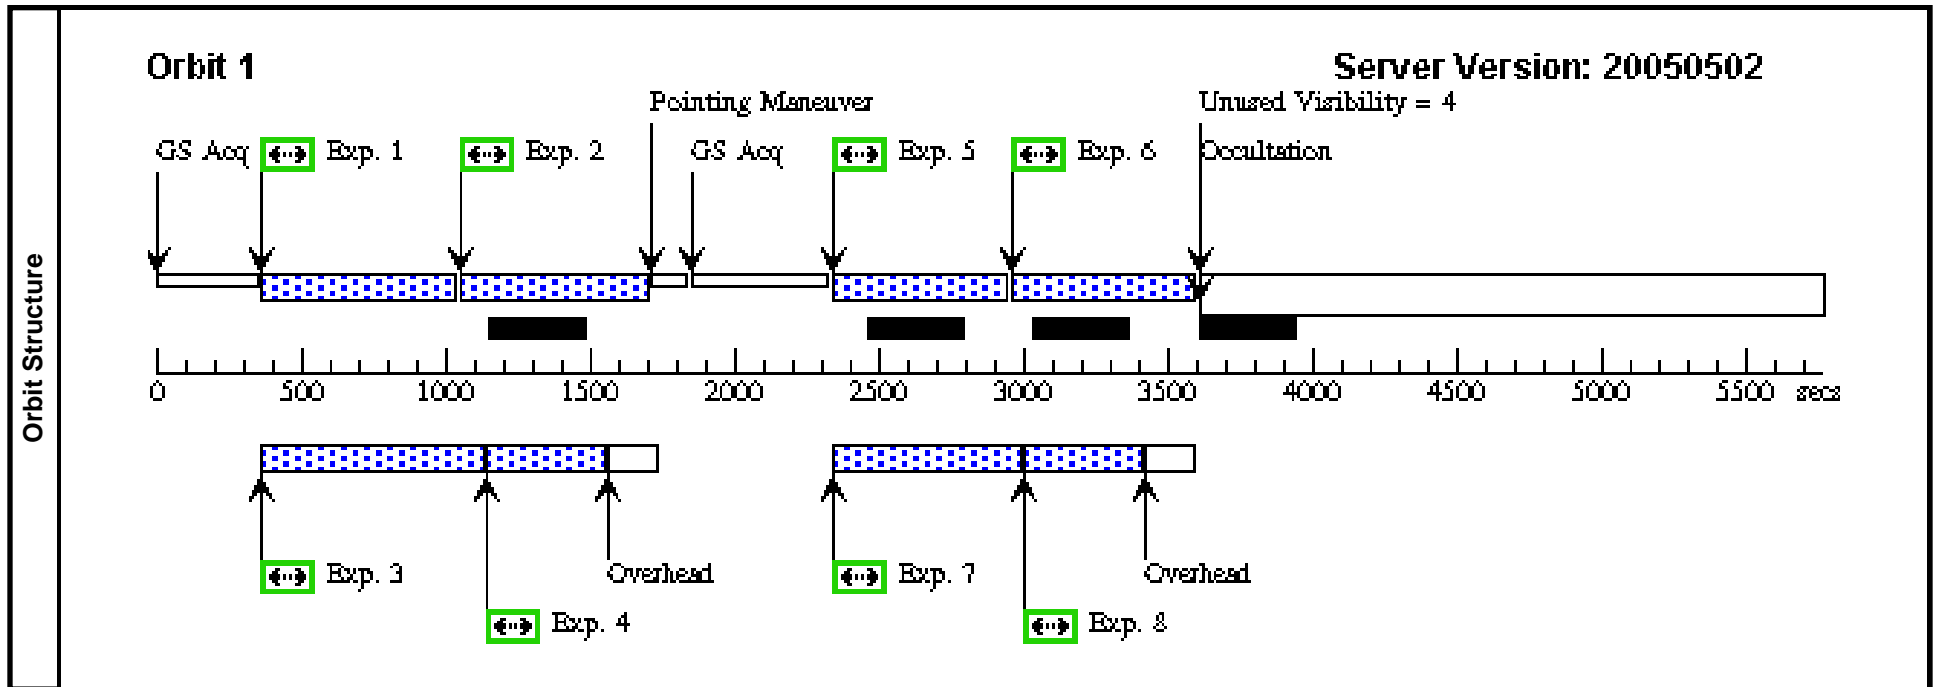 Orbit 1
Server Version: 20050502
Pointing Maneuver
Unused Visibility = 4
GS Acq
Exp. 1
Exp. 2
GS Acq
Exp. 5
Exp. 6
Occultation
Orbit Structure
0 500 1000 1500 2000 2500 3000 3500 4000 4500 5000 5500 secs
Exp. 3
Overhead
Exp. 7
Overhead
Exp. 4
Exp. 8